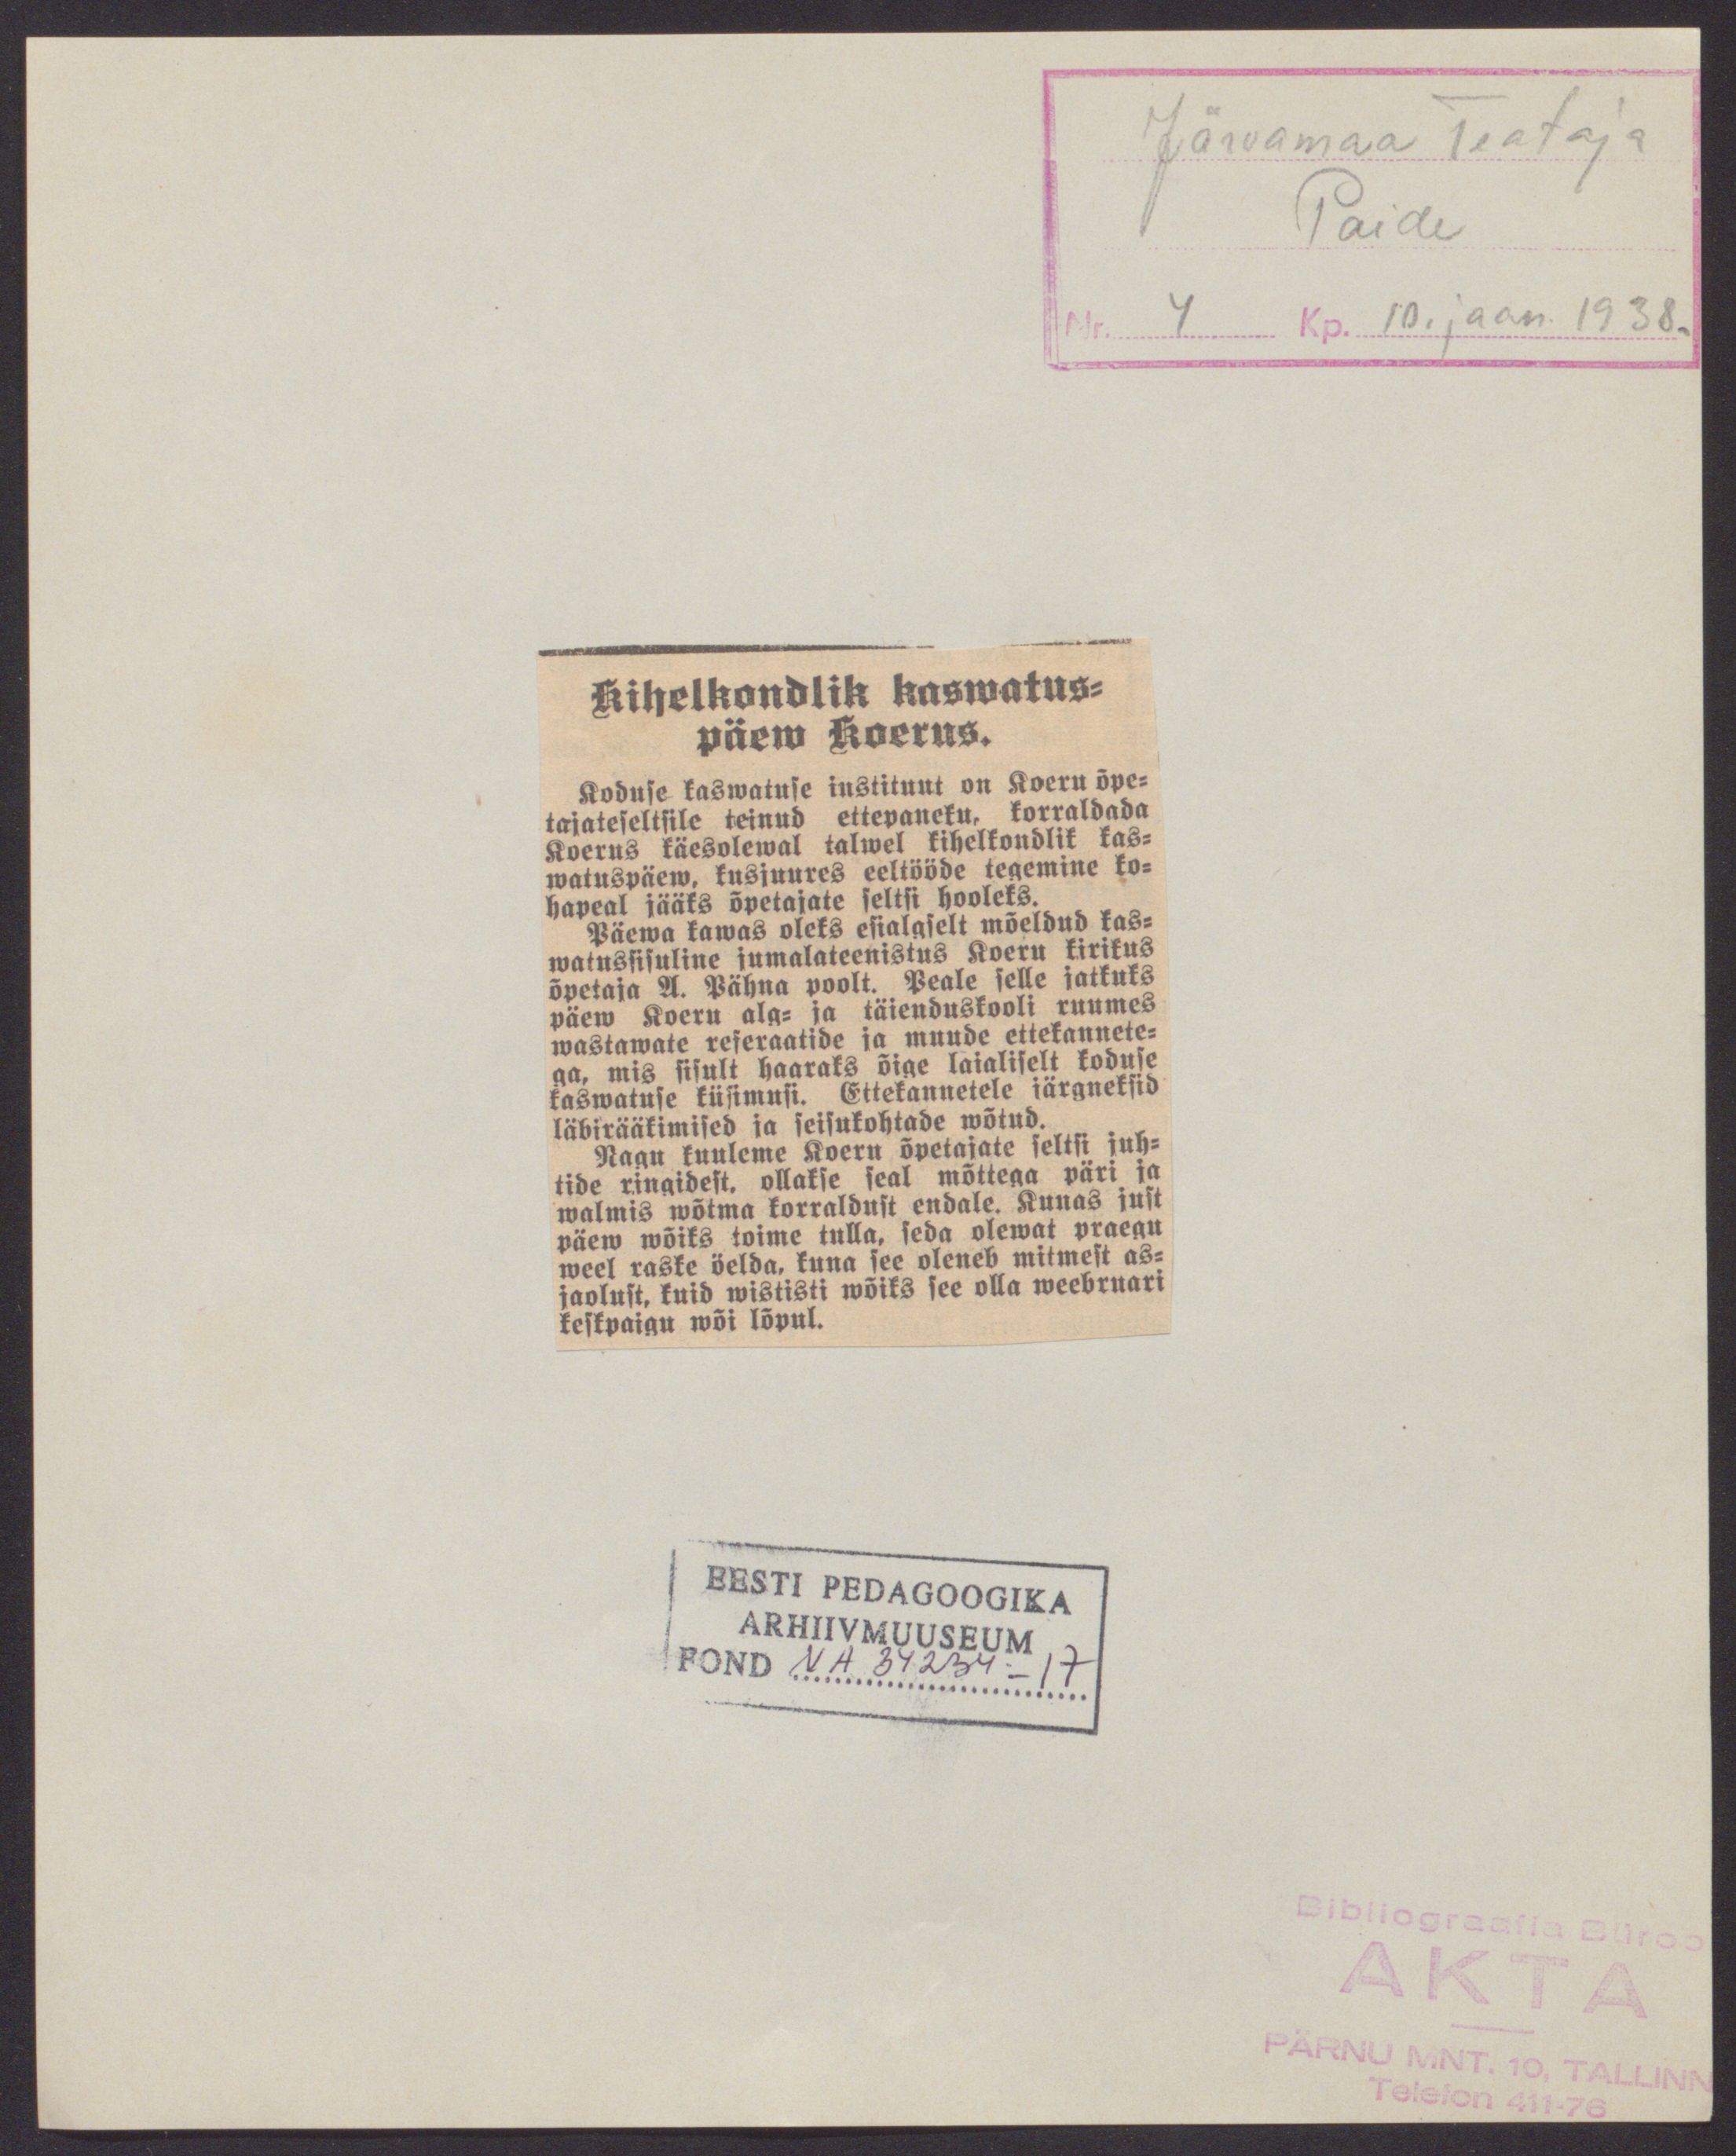 Järvamaa Teataja
Paide
Nr. 4 Kp. 10. jaan. 1938.
Kihelkondlik kaswatus-
päew Koerus.
Koduse kaswatuse instituut on Koeru õpe-
tajateseltsile teinud ettepaneku, korraldada
Koerus käesolewal talwel kihelkondlik kas-
watuspäew, kusjuures eeltööde tegemine ko-
hapeal jääks õpetajate seltsi hooleks.
Päewa kawas oleks esialgselt mõeldud kas-
watussisuline jumalateenistus Koeru kirikus
õpetaja A. Pähna poolt. Peale selle jatkuks
päew Koeru alg- ja täienduskooli ruumes
wastawate referaatide ja muude ettekannete-
ga, mis sisult haaraks õige laialiselt koduse
kaswatuse küsimusi. Ettekannetele järgneksid
läbirääkimised ja seisukohtade wõtud.
Nagu kuuleme Koeru õpetajate seltsi juh-
tide ringidest, ollakse seal mõttega päri ja
walmis wõtma korraldust endale. Kunas just
päew wõiks toime tulla, seda olewat praegu
weel raske öelda, kuna see oleneb mitmest as-
jaolust, kuid wististi wõiks see olla weebruari
keskpaigu wõi lõpul.
EESTI PEDAGOOGIKA
ARHIIVMUUSEUM
FOND NA 34234-17
Bibliograafia Büroo
AKTA
PÄRNU MNT. 10, TALLINN
Telefon 411-76